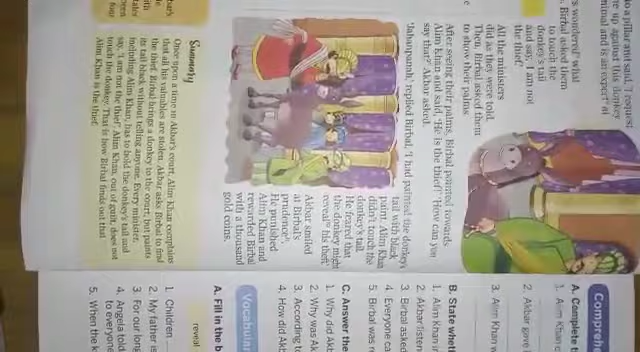 to a pillar and said, 'I request
up against that donkey
minal and is an expert at
s wondered what
Birbal asked them
to touch the
donkey's tail
and say, 'I am not
the thief.'
All the ministers
did as they were told.
Then, Birbal asked them
to show their palms.
After seeing their palms, Birbal pointed towards
Alim Khan and said, 'He is the thief!' 'How can you
say that?' Akbar asked.
'Jahanpanah,' replied Birbal, 'I had painted the donkey's
tail with black
paint. Alim Khan
didn't touch the
donkey's tail.
He feared that
the donkey might
reveal his theft.'
Akbar smiled
at Birbal's
prudence.
He punished
Alim Khan and
rewarded Birbal
with a thousand
gold coins.
Summary
Once upon a time in Akbar's court, Alim Khan complains
that all his valuables are stolen. Akbar asks Birbal to find
the thief. Birbal brings a donkey to the court, but paints
its tail black without telling anyone. Every minister,
including Alim Khan, has to hold the donkey's tail and
say, 'I am not the thief'. Alim Khan, out of guilt, does not
touch the donkey. That is how Birbal finds out that
Alim Khan is the thief.
Comprehe
A. Complete t
1. Alim Khan
2. Akbar gave
3. Alim Khan w
B. State whe
1. Alim Khan
2. Akbar listen
3. Birbal asked
4. Everyone
5. Birbal was
C. Answer the
1. Why did Akb
2. Why was Ak
3. According to
4. How did Akb
Vocabular
A. Fill in the b
reveal
1. Children
2. My father is
3. For our long
4. Angela told
to everyone
5. When the k